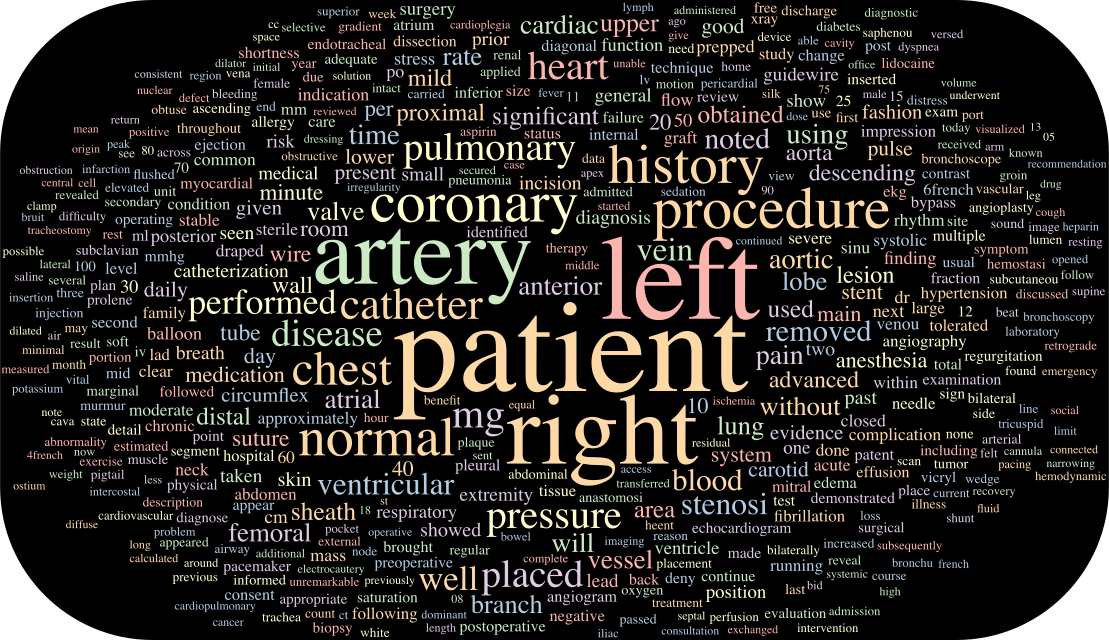 superior week surgery lymph administered free discharge diagnostic
cc selective gradient atrium cardioplegia cardiac upper ago good xray device diabetes saphenou versed
space endotracheal dissection prior diagonal function give need prepped able cavity post dyspnea
shortness year adequate stress rate renal heart unable technique home study change office lidocaine
dilator initial
consistent region vena female due solution intact po mild applied motion pericardial guidewire inserted volume
nuclear defect bleeding indication carried inferior size fever 11 general lv flow review silk 75 male 15 distress underwent
obtuse ascending end mm reviewed per proximal significant failure 20 50 obtained dose use show 25 first fashion exam port
return positive throughout allergy care dressing time aspirin status internal graft noted using impression today visualized 13
mean peak ejection risk pulmonary case data history aorta pulse received arm known 05
origin see 80 across common obstructive lower secured apex view bronchoscope recommendation
obstruction infarction flushed 70 medical present small pneumonia incision descending contrast groin
central cell elevated unit myocardial minute irregularity coronary admitted sedation 90 ekg 6french vascular drug
revealed secondary condition given valve started procedure bypass angioplasty leg
clamp bruit difficulty operating stable seen sterile room identified diagnosis rhythm site sound cough image heparin
tracheostomy rest ml posterior artery therapy left vein continued severe sinu systolic multiple lumen resting
possible subclavian mmhg draped wire middle aortic finding symptom hemostasi opened
lateral 100 level catheterization anterior lobe lesion fraction usual subcutaneou follow
saline several plan 30 daily wall stent dr hypertension discussed supine
insertion three prolene family performed catheter used main next large 12 beat bronchoscopy
injection second balloon tube disease patient removed venou tolerated laboratory
dilated air may result soft angiography retrograde
minimal month portion iv lad breath day chest pain two anesthesia total regurgitation
measured vital mid clear medication advanced within examination found emergency
potassium marginal followed circumflex atrial benefit equal 10 ischemia without past needle sign bilateral
note murmur moderate distal approximately hour mg right lung evidence closed side line social
cava state detail chronic point suture normal plaque residual system one complication none tricuspid limit
abnormality now estimated segment hospital 60 sent done patent including felt arterial cannula connected
4french exercise muscle neck 40 pleural access carotid acute effusion scan tumor pacing narrowing
weight pigtail less physical taken skin ventricular abdominal transferred blood mitral edema vicryl wedge hemodynamic
ostium intercostal abdomen extremity tissue anastomosi area stenosi test demonstrated place current recovery
description appear cm sheath 18 st respiratory pressure heent fibrillation loss illness fluid
diffuse cardiovascular diagnose femoral pocket operative showed bowel imaging reason echocardiogram surgical shunt
problem airway external will ventricle made bilaterally increased subsequently
long appeared additional mass node brought regular complete vessel placement running reveal bronchu french
calculated around pacemaker electrocautery preoperative well placed lead back deny continue systemic course
previous informed unremarkable previously oxygen position last bid high
consent appropriate saturation 08 branch angiogram treatment
cardiopulmonary trachea count ct following dominant negative passed septal perfusion evaluation admission
cancer biopsy white length postoperative iliac consultation exchanged intervention